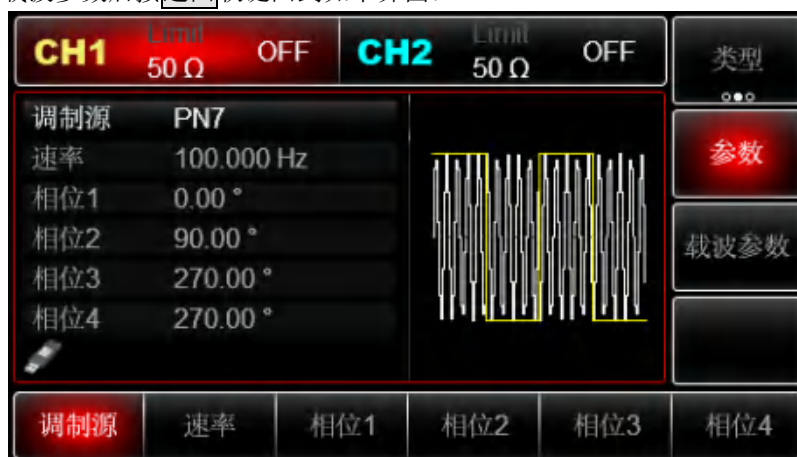 CH1
Limit
50 Ω
OFF
CH2
Limit
50 Ω
OFF
类型
调制源 PN7
速率 100.000 Hz
相位1 0.00 °
相位2 90.00 °
相位3 270.00 °
相位4 270.00 °
参数
载波参数
调制源 速率 相位1 相位2 相位3 相位4